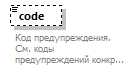 code
Код предупреждения.
См. коды
предупреждений конкр...